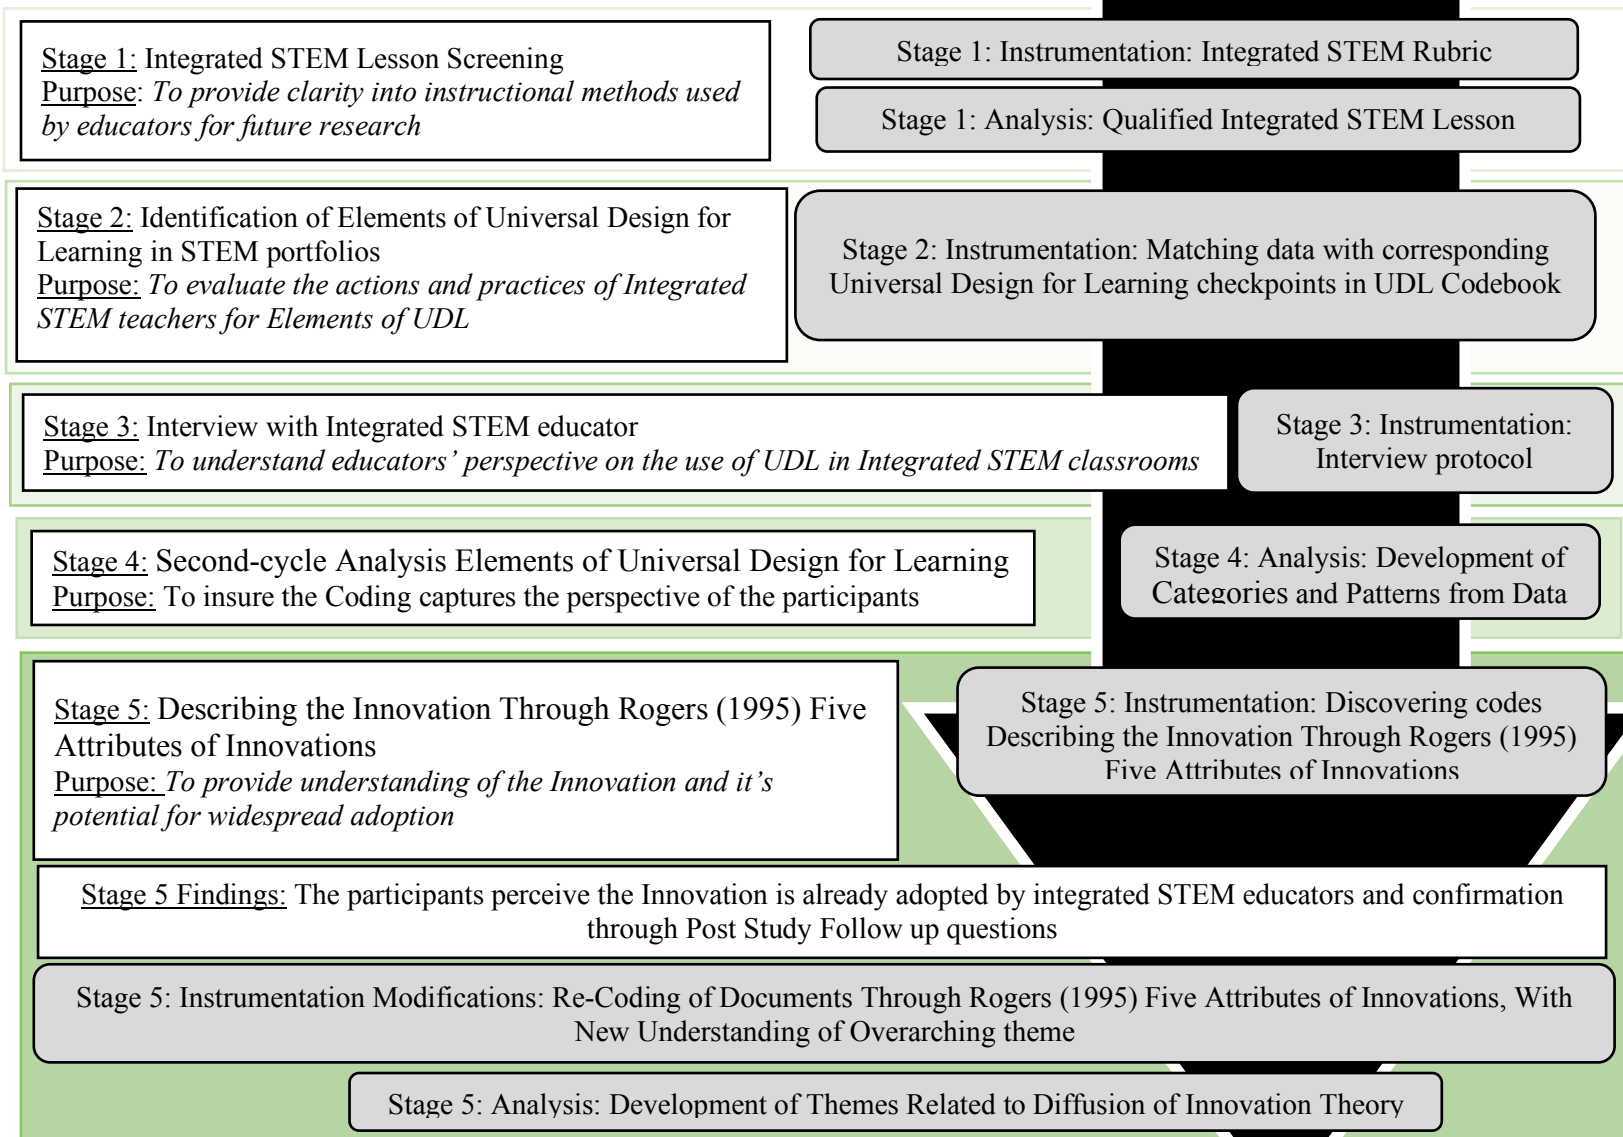 Stage 1: Integrated STEM Lesson Screening
Purpose: To provide clarity into instructional methods used
by educators for future research
Stage 1: Instrumentation: Integrated STEM Rubric
Stage 1: Analysis: Qualified Integrated STEM Lesson
Stage 2: Identification of Elements of Universal Design for
Learning in STEM portfolios
Purpose: To evaluate the actions and practices of Integrated
STEM teachers for Elements of UDL
Stage 2: Instrumentation: Matching data with corresponding
Universal Design for Learning checkpoints in UDL Codebook
Stage 3: Interview with Integrated STEM educator
Purpose: To understand educators’ perspective on the use of UDL in Integrated STEM classrooms
Stage 3: Instrumentation:
Interview protocol
Stage 4: Second-cycle Analysis Elements of Universal Design for Learning
Purpose: To insure the Coding captures the perspective of the participants
Stage 4: Analysis: Development of
Categories and Patterns from Data
Stage 5: Describing the Innovation Through Rogers (1995) Five
Attributes of Innovations
Purpose: To provide understanding of the Innovation and it’s
potential for widespread adoption
Stage 5: Instrumentation: Discovering codes
Describing the Innovation Through Rogers (1995)
Five Attributes of Innovations
Stage 5 Findings: The participants perceive the Innovation is already adopted by integrated STEM educators and confirmation
through Post Study Follow up questions
Stage 5: Instrumentation Modifications: Re-Coding of Documents Through Rogers (1995) Five Attributes of Innovations, With
New Understanding of Overarching theme
Stage 5: Analysis: Development of Themes Related to Diffusion of Innovation Theory